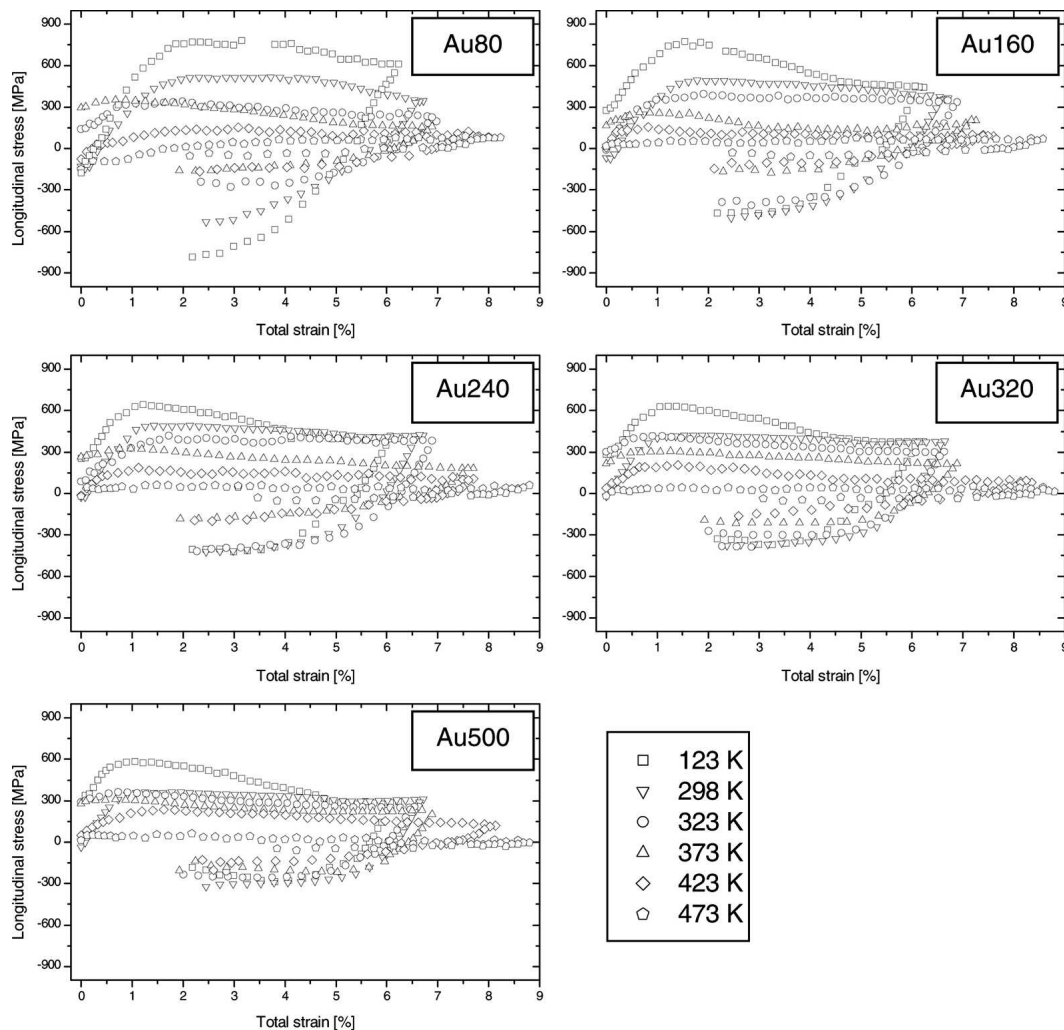 Au80
900
600
300
0
-300
-600
-900
Longitudinal stress [MPa]
0 1 2 3 4 5 6 7 8 9
Total strain [%]
Au160
900
600
300
0
-300
-600
-900
0 1 2 3 4 5 6 7 8 9
Total strain [%]
Au240
900
600
300
0
-300
-600
-900
Longitudinal stress [MPa]
0 1 2 3 4 5 6 7 8 9
Total strain [%]
Au320
900
600
300
0
-300
-600
-900
0 1 2 3 4 5 6 7 8 9
Total strain [%]
Au500
900
600
300
0
-300
-600
-900
Longitudinal stress [MPa]
0 1 2 3 4 5 6 7 8 9
Total strain [%]
123 K
298 K
323 K
373 K
423 K
473 K